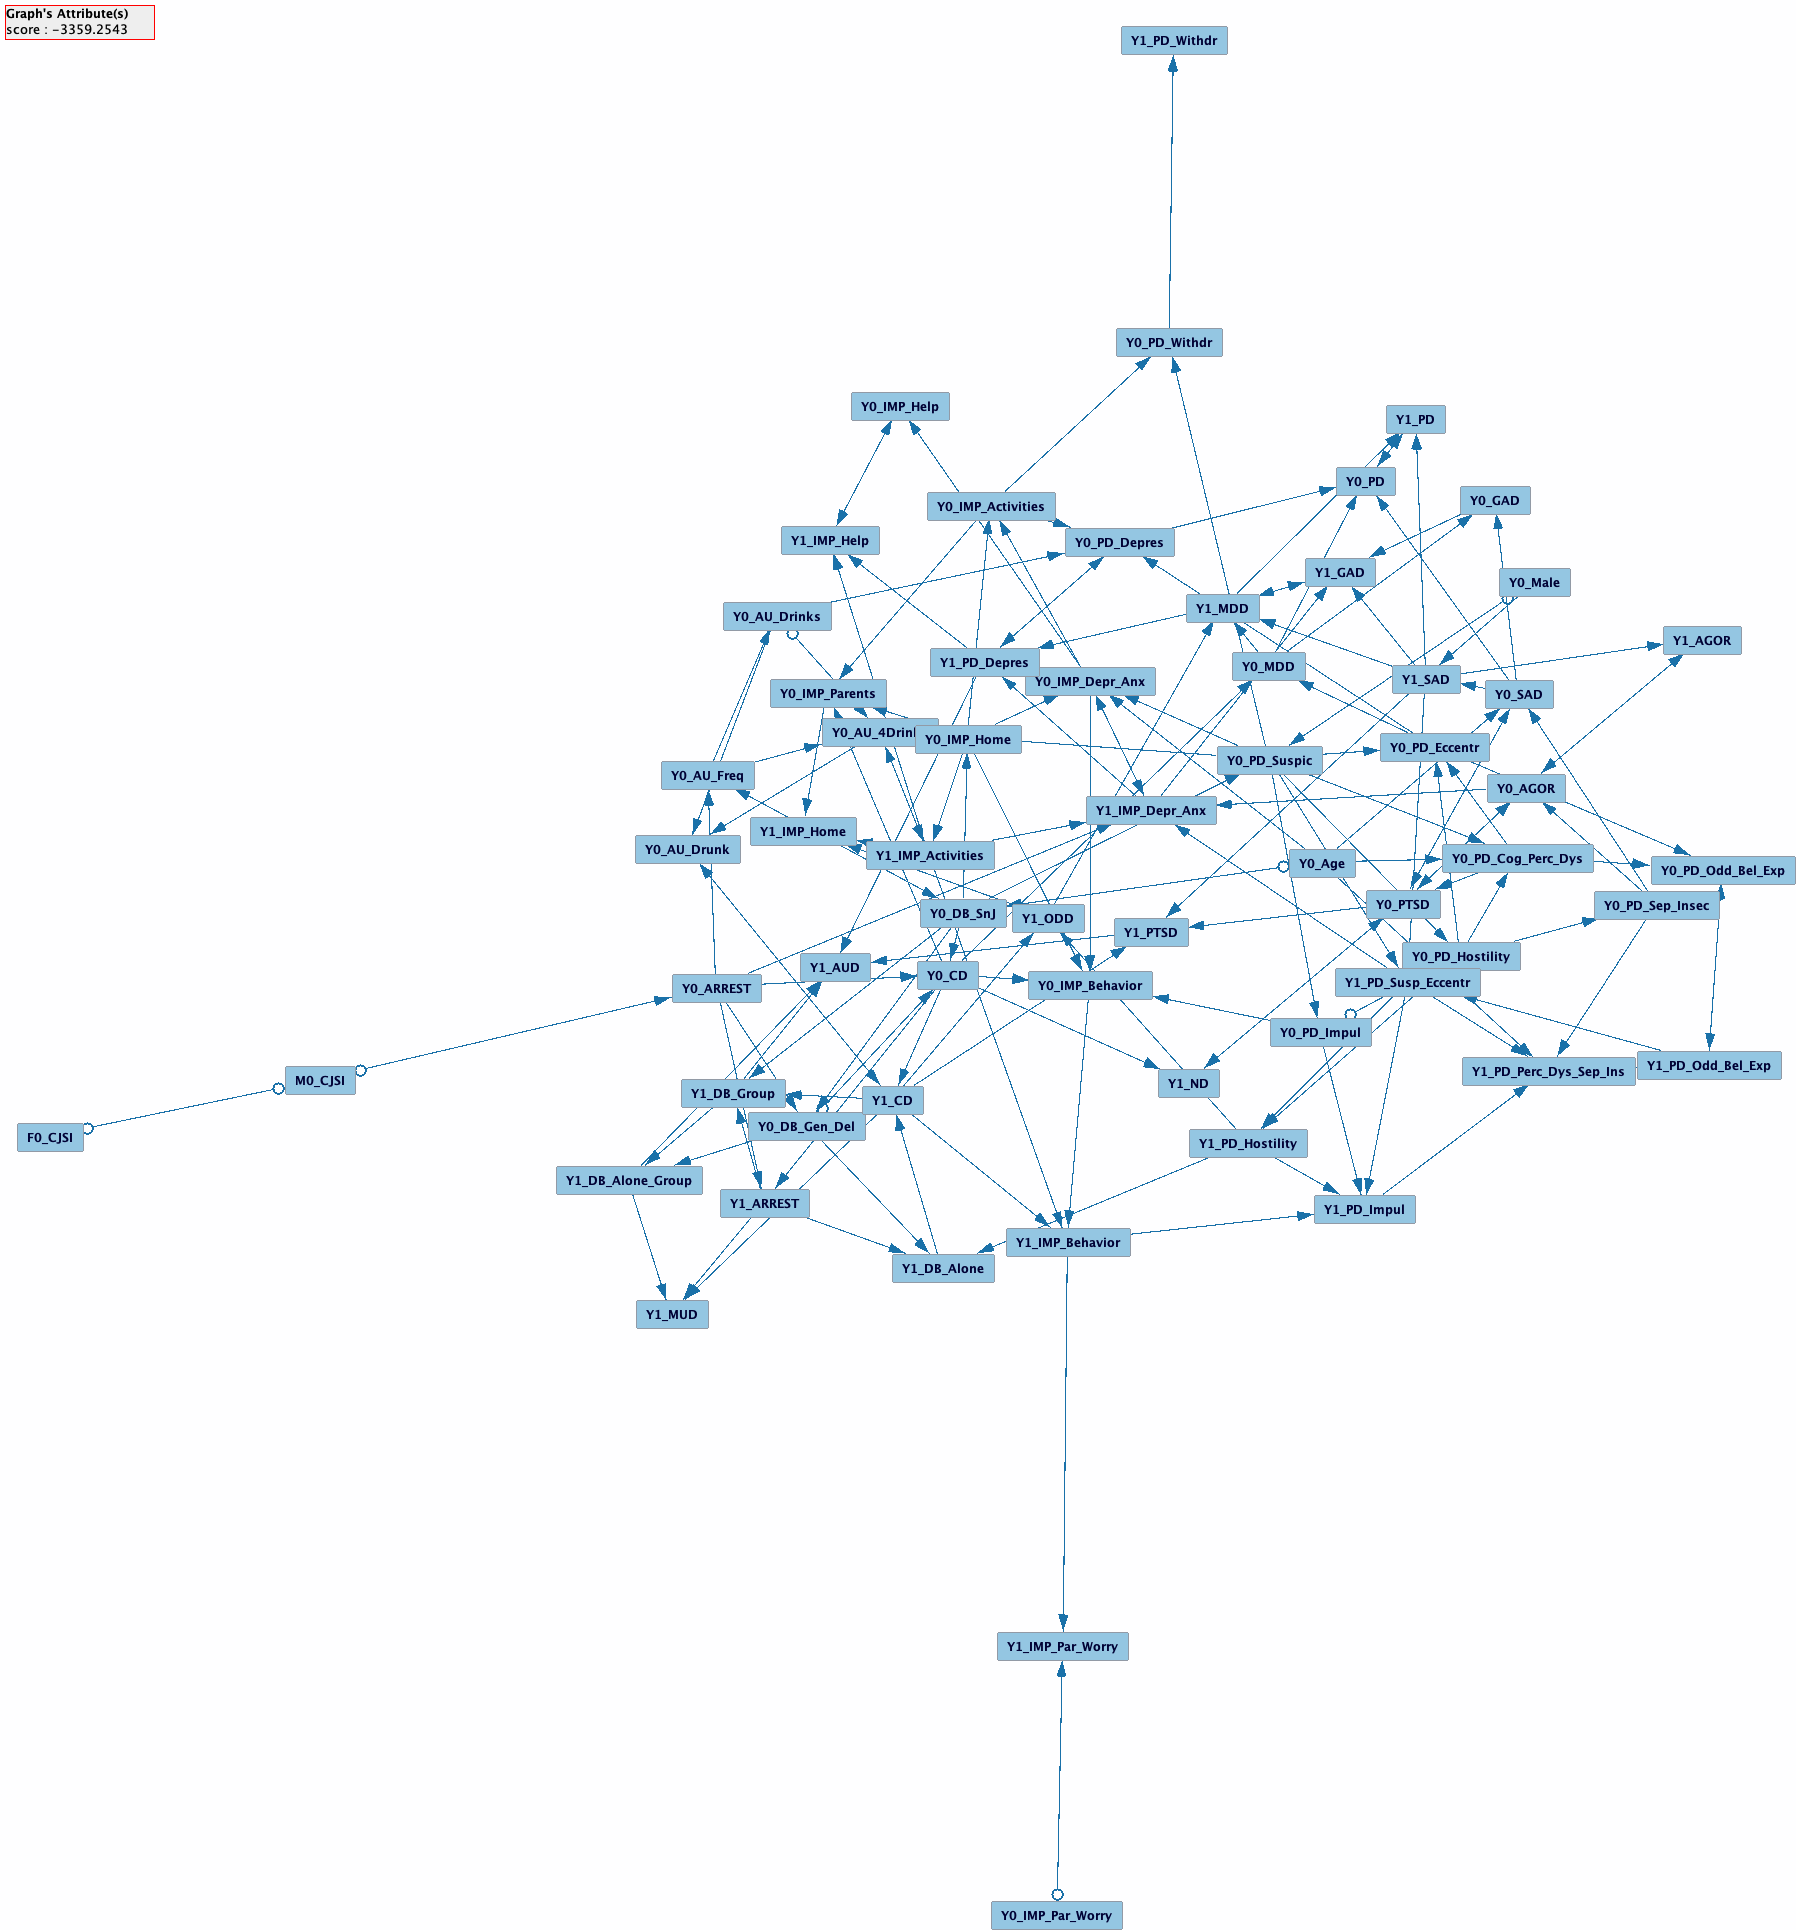 Graph's Attribute(s)
score : -3359.2543
Y1_PD_Withdr
Y0_PD_Withdr
Y0_IMP_Help
Y1_PD
Y0_PD
Y0_GAD
Y0_IMP_Activities
Y1_IMP_Help
Y0_PD_Depres
Y1_GAD
Y0_Male
Y1_MDD
Y0_AU_Drinks
Y1_AGOR
Y1_PD_Depres
Y0_MDD
Y0_IMP_Depr_Anx
Y1_SAD
Y0_SAD
Y0_IMP_Parents
Y0_AU_4Drin
Y0_IMP_Home
Y0_PD_Eccentr
Y0_PD_Suspic
Y0_AU_Freq
Y0_AGOR
Y1_IMP_Depr_Anx
Y1_IMP_Home
Y0_AU_Drunk
Y1_IMP_Activities
Y0_Age
Y0_PD_Cog_Perc_Dys
Y0_PD_Odd_Bel_Exp
Y0_PTSD
Y0_PD_Sep_Insec
Y0_DB_SnJ
Y1_ODD
Y1_PTSD
Y0_PD_Hostility
Y1_AUD
Y0_CD
Y1_PD_Susp_Eccentr
Y0_ARREST
Y0_IMP_Behavior
Y0_PD_Impul
Y1_PD_Perc_Dys_Sep_Ins
Y1_PD_Odd_Bel_Exp
M0_CJSI
Y1_ND
Y1_DB_Group
Y1_CD
Y0_DB_Gen_Del
F0_CJSI
Y1_PD_Hostility
Y1_DB_Alone_Group
Y1_ARREST
Y1_PD_Impul
Y1_IMP_Behavior
Y1_DB_Alone
Y1_MUD
Y1_IMP_Par_Worry
Y0_IMP_Par_Worry